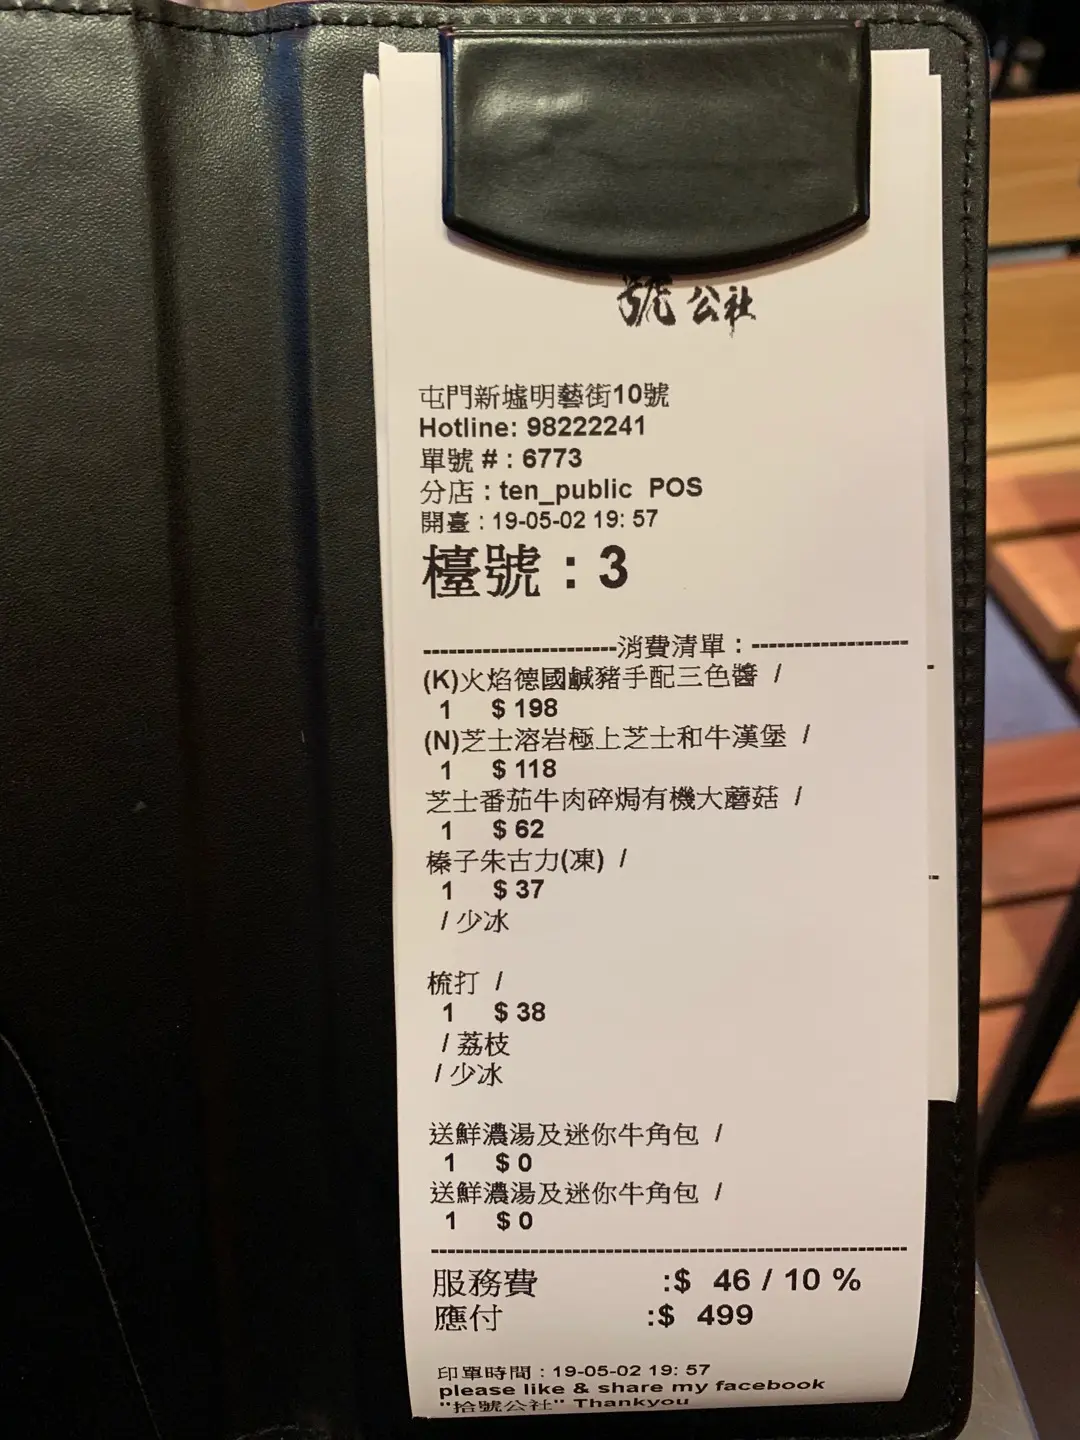 號公社
屯門新墟明藝街10號
Hotline: 98222241
單號 # : 6773
分店 : ten_public POS
開臺 : 19-05-02 19: 57
檯號 : 3
------------------------消費清單 : -------------------
(K)火焰德國鹹豬手配三色醬 /
1 $ 198
(N)芝士溶岩極上芝士和牛漢堡 /
1 $ 118
芝士番茄牛肉碎焗有機大蘑菇 /
1 $ 62
榛子朱古力(凍) /
1 $ 37
/ 少冰
梳打 /
1 $ 38
/ 荔枝
/ 少冰
送鮮濃湯及迷你牛角包 /
1 $ 0
送鮮濃湯及迷你牛角包 /
1 $ 0
------------------------------------------------------------
服務費 :$ 46 / 10 %
應付 :$ 499
印單時間 : 19-05-02 19: 57
please like & share my facebook
"拾號公社" Thankyou